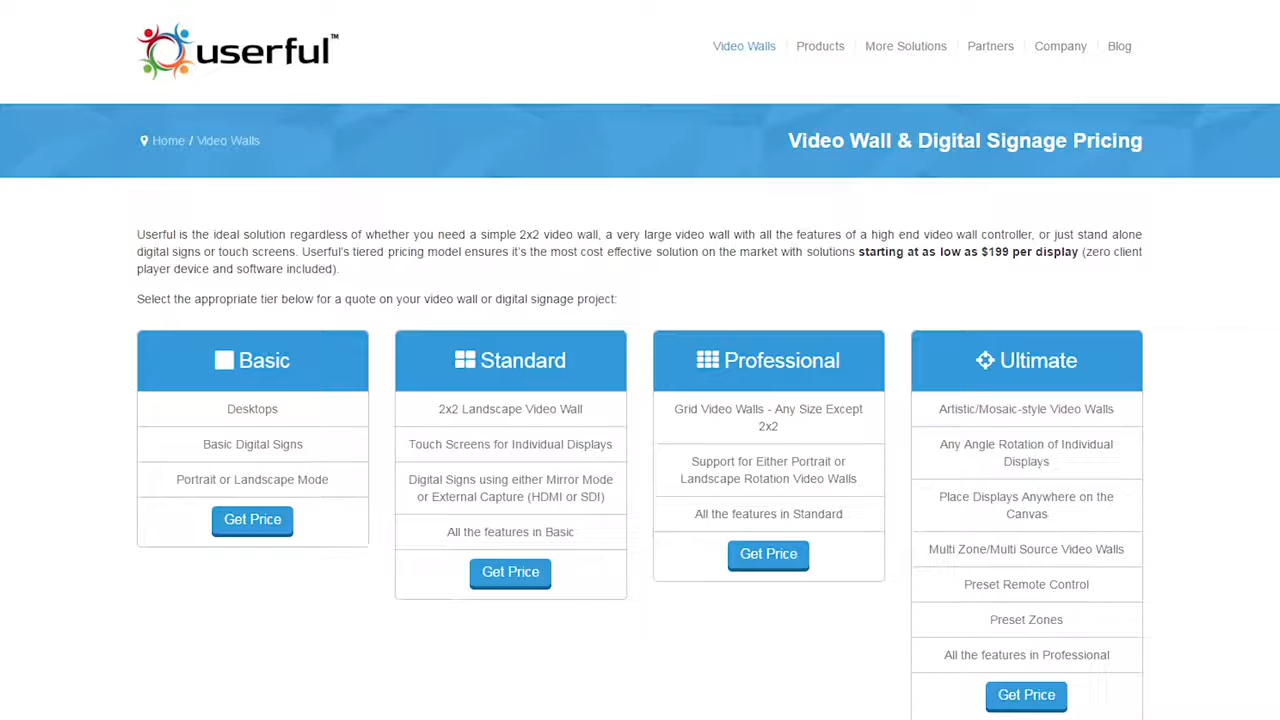 userful™
Video Walls
Products
More Solutions
Partners
Company
Blog
Home / Video Walls
Video Wall & Digital Signage Pricing
Userful is the ideal solution regardless of whether you need a simple 2x2 video wall, a very large video wall with all the features of a high end video wall controller, or just stand alone
digital signs or touch screens. Userful's tiered pricing model ensures it's the most cost effective solution on the market with solutions starting at as low as $199 per display (zero client
player device and software included).
Select the appropriate tier below for a quote on your video wall or digital signage project:
Basic
Desktops
Basic Digital Signs
Portrait or Landscape Mode
Get Price
Standard
2x2 Landscape Video Wall
Touch Screens for Individual Displays
Digital Signs using either Mirror Mode
or External Capture (HDMI or SDI)
All the features in Basic
Get Price
Professional
Grid Video Walls - Any Size Except
2x2
Support for Either Portrait or
Landscape Rotation Video Walls
All the features in Standard
Get Price
Ultimate
Artistic/Mosaic-style Video Walls
Any Angle Rotation of Individual
Displays
Place Displays Anywhere on the
Canvas
Multi Zone/Multi Source Video Walls
Preset Remote Control
Preset Zones
All the features in Professional
Get Price